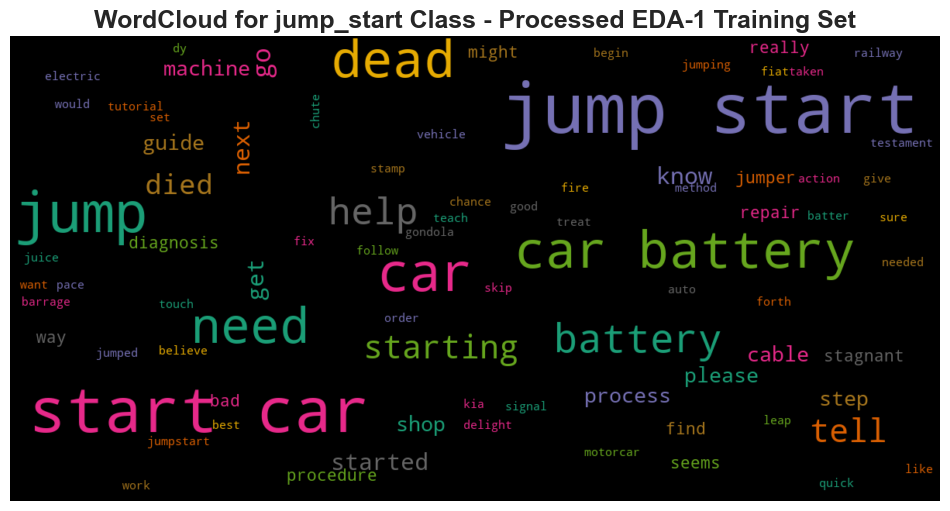 WordCloud for jump_start Class - Processed EDA-1 Training Set
dy
go
dead
might
begin
really
railway
electric
machine
jumping
fiat
taken
would
tutorial
set
chute
jump start
guide
next
vehicle
testament
died
stamp
fire
know
method
jumper
action
give
jump
help
chance
good
teach
gondola
treat
repair
batter
sure
juice
diagnosis
fix
follow
car
car battery
needed
want
pace
get
skip
auto
barrage
touch
need
order
forth
way
jumped
believe
starting
battery
cable
stagnant
please
start car
bad
best
jumpstart
shop
kia
signal
delight
process
step
find
leap
tell
started
procedure
motorcar
seems
like
work
quick